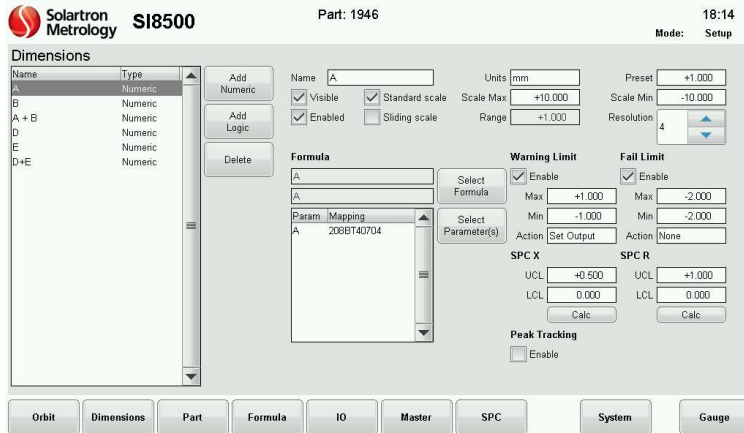 Solartron
Metrology
SI8500
Part: 1946
18:14
Mode: Setup
Dimensions
Name Type
A Numeric
B Numeric
A + B Numeric
D Numeric
E Numeric
D+E Numeric
Add
Numeric
Add
Logic
Delete
Name A
Visible Standard scale
Enabled Sliding scale
Units mm
Scale Max +10.000
Range +1.000
Preset +1.000
Scale Min -10.000
Resolution 4
Formula
A
A
Select
Formula
Param Mapping
A 208BT40704
Select
Parameter(s)
Warning Limit
Enable
Max +1.000
Min -1.000
Action Set Output
Fail Limit
Enable
Max -2.000
Min -2.000
Action None
SPC X
UCL +0.500
LCL 0.000
Calc
SPC R
UCL +1.000
LCL 0.000
Calc
Peak Tracking
Enable
Orbit Dimensions Part Formula IO Master SPC System Gauge